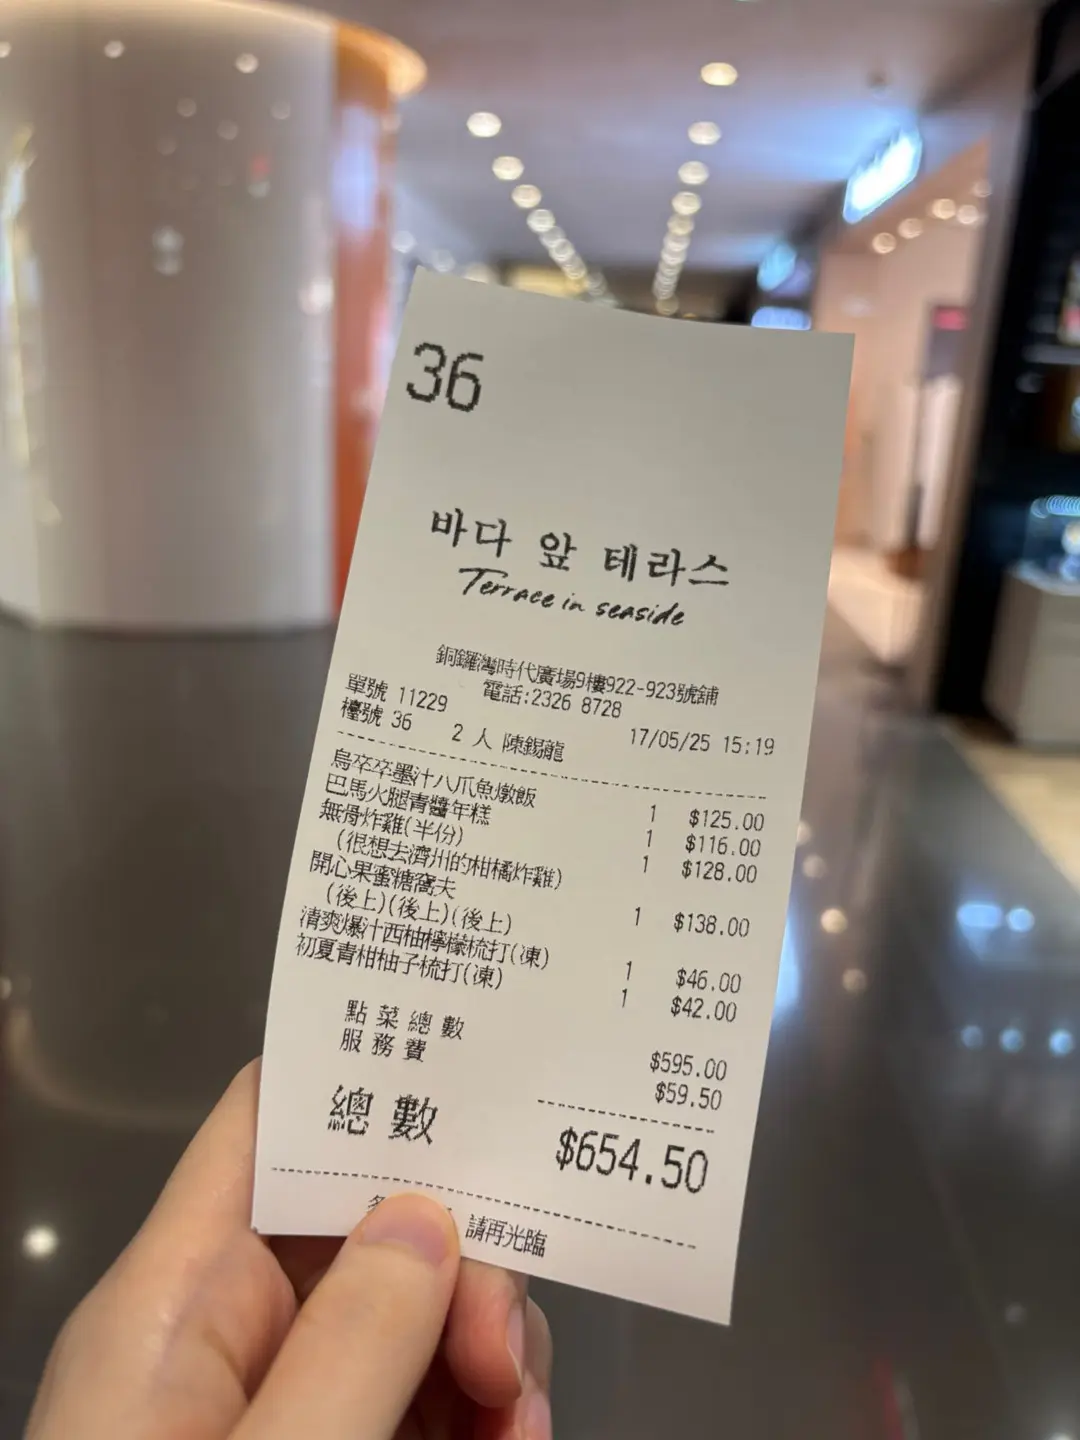 36
바다 앞 테라스
Terrace in seaside
銅鑼灣時代廣場9樓922-923號舖
電話:2326 8728
單號 11229
17/05/25 15:19
檯號 36 2 人 陳錫龍
烏卒卒墨汁八爪魚燉飯 1 $125.00
巴馬火腿青醬年糕 1 $116.00
無骨炸雞(半份) 1 $128.00
(很想去濟州的柑橘炸雞)
開心果蜜糖窩夫 1 $138.00
(後上)(後上)(後上)
清爽爆汁西柚檸檬梳打(凍) 1 $46.00
初夏青柑柚子梳打(凍) 1 $42.00
點菜總數 $595.00
服務費 $59.50
總數 $654.50
請再光臨